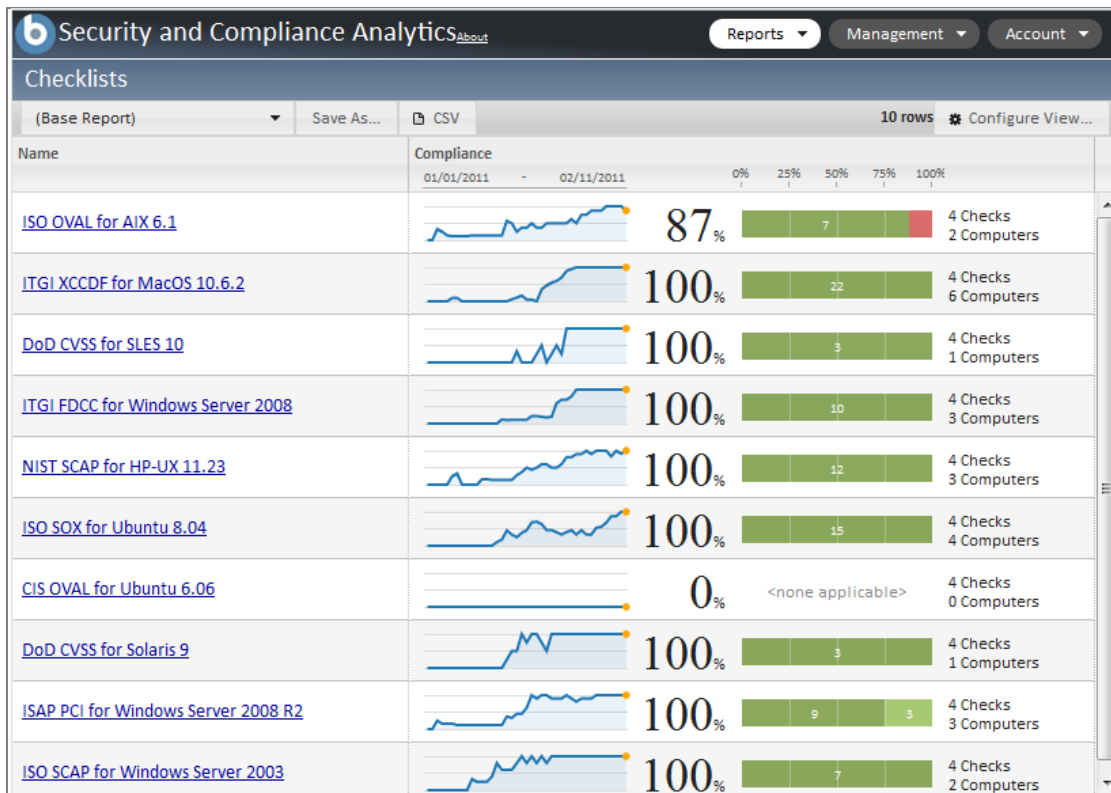 Security and Compliance Analytics About Reports Management Account
Checklists
(Base Report) Save As... CSV 10 rows Configure View...
Name Compliance
01/01/2011 - 02/11/2011 0% 25% 50% 75% 100%
ISO OVAL for AIX 6.1 87% 7 4 Checks
2 Computers
ITGI XCCDF for MacOS 10.6.2 100% 22 4 Checks
6 Computers
DoD CVSS for SLES 10 100% 3 4 Checks
1 Computers
ITGI FDCC for Windows Server 2008 100% 10 4 Checks
3 Computers
NIST SCAP for HP-UX 11.23 100% 12 4 Checks
3 Computers
ISO SOX for Ubuntu 8.04 100% 15 4 Checks
4 Computers
CIS OVAL for Ubuntu 6.06 0% <none applicable> 4 Checks
0 Computers
DoD CVSS for Solaris 9 100% 3 4 Checks
1 Computers
ISAP PCI for Windows Server 2008 R2 100% 9 3 4 Checks
3 Computers
ISO SCAP for Windows Server 2003 100% 7 4 Checks
2 Computers